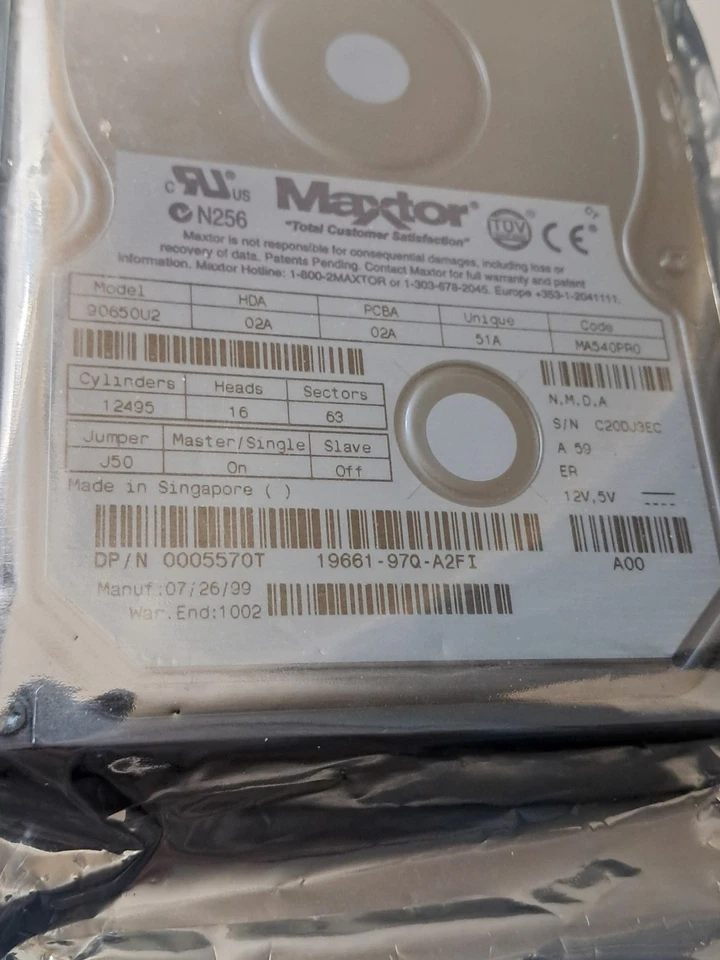 c RU® US
N256
Maxtor®
"Total Customer Satisfaction"
TÜV
CE
Maxtor is not responsible for consequential damages, including loss or
recovery of data. Patents Pending. Contact Maxtor for full warranty and patent
information. Maxtor Hotline: 1-800-2MAXTOR or 1-303-678-2045. Europe +353-1-2041111.
Model HDA PCBA Unique Code
90650U2 02A 02A 51A MA540PR0
Cylinders Heads Sectors
12495 16 63
Jumper Master/Single Slave
J50 On Off
Made in Singapore ( )
N.M.D.A
S/N C20DJ3EC
A 59
ER
12V,5V
DP/N 0005570T 19661-97Q-A2FI
A00
Manuf:07/26/99
War.End:1002